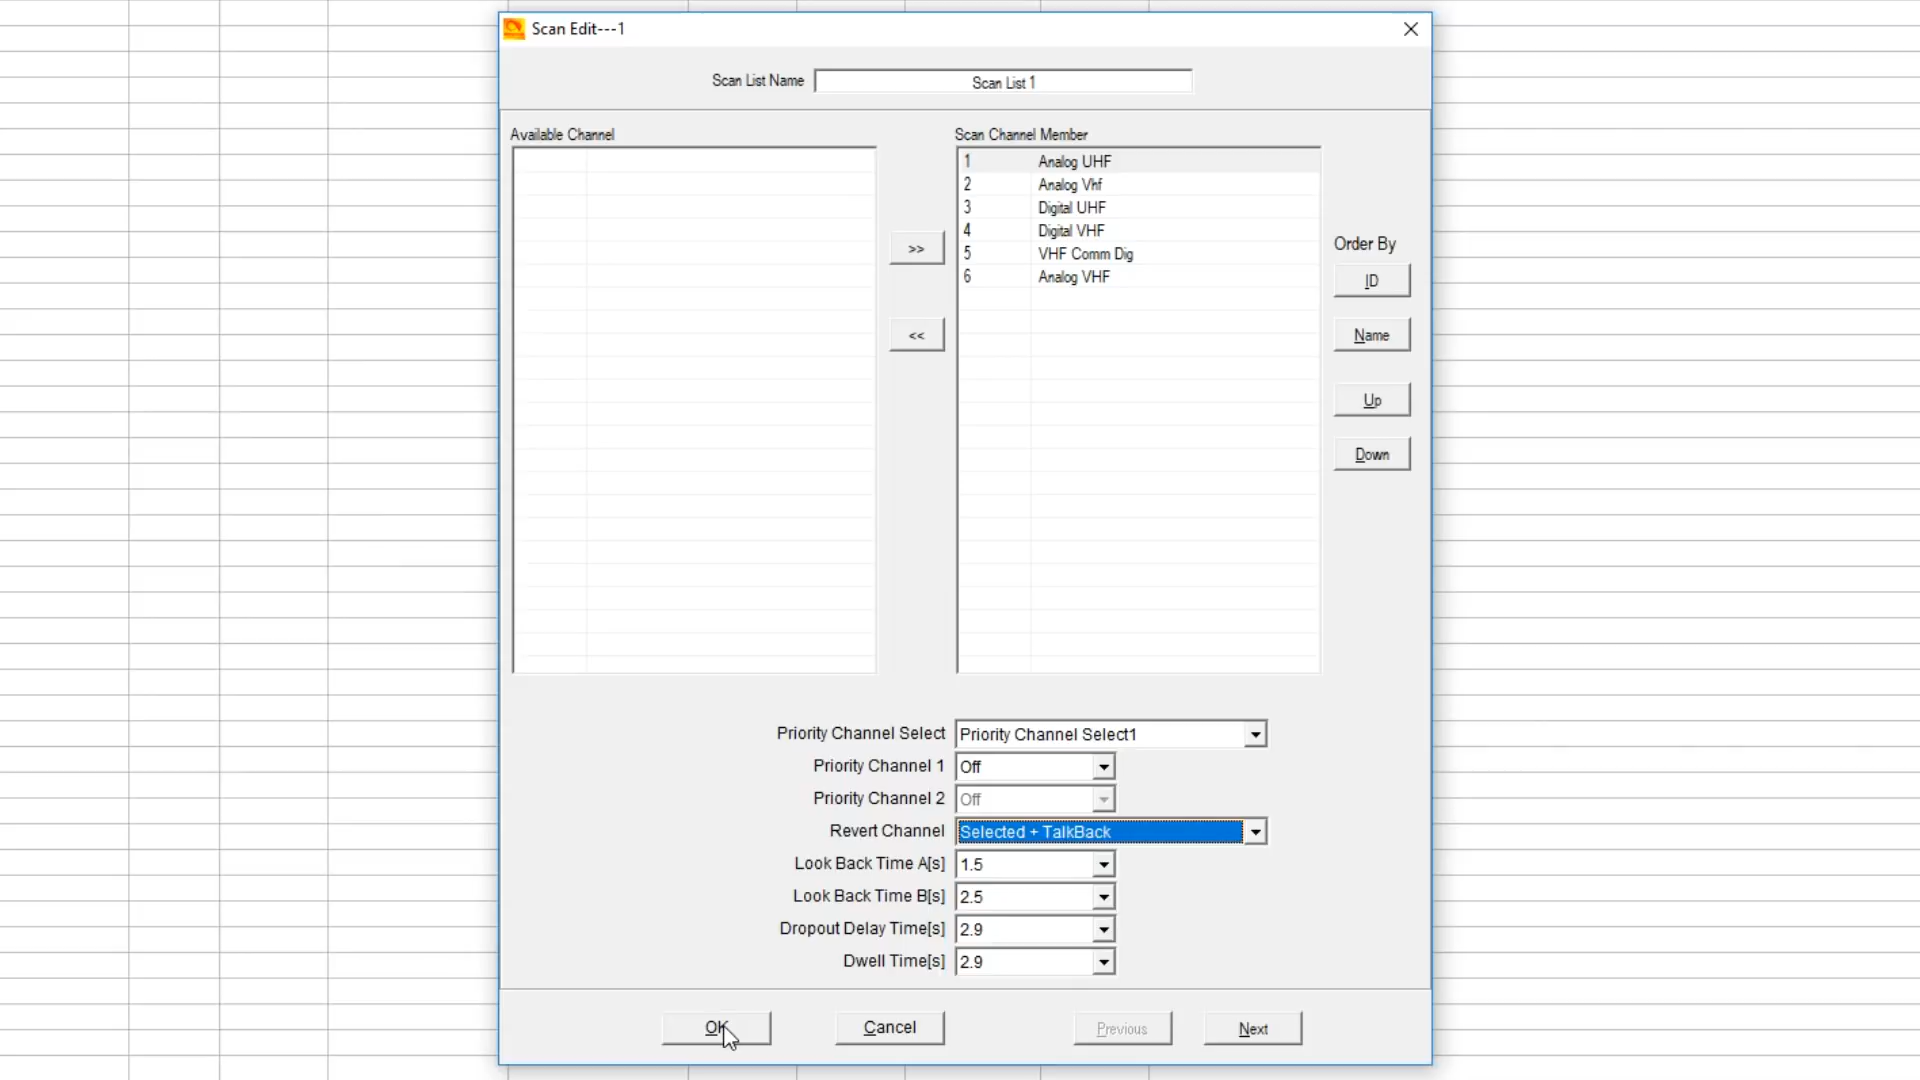 Scan Edit---1
Scan List Name Scan List 1
Available Channel
Scan Channel Member
1 Analog UHF
2 Analog Vhf
3 Digital UHF
4 Digital VHF
5 VHF Comm Dig
6 Analog VHF
>>
<<
Order By
ID
Name
Up
Down
Priority Channel Select Priority Channel Select1
Priority Channel 1 Off
Priority Channel 2 Off
Revert Channel Selected + TalkBack
Look Back Time A[s] 1.5
Look Back Time B[s] 2.5
Dropout Delay Time[s] 2.9
Dwell Time[s] 2.9
OK Cancel Previous Next